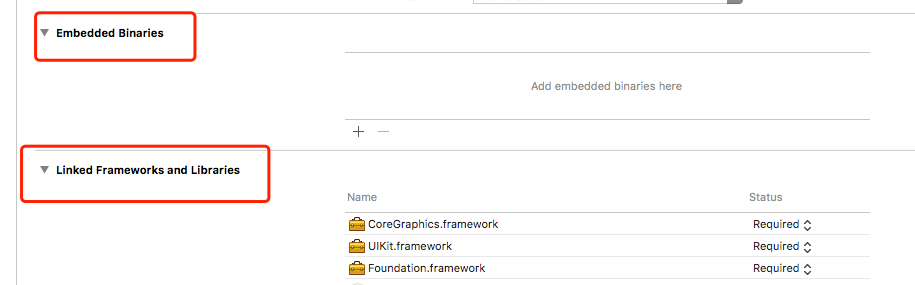 Embedded Binaries
Add embedded binaries here
Linked Frameworks and Libraries
Name Status
CoreGraphics.framework Required
UIKit.framework Required
Foundation.framework Required